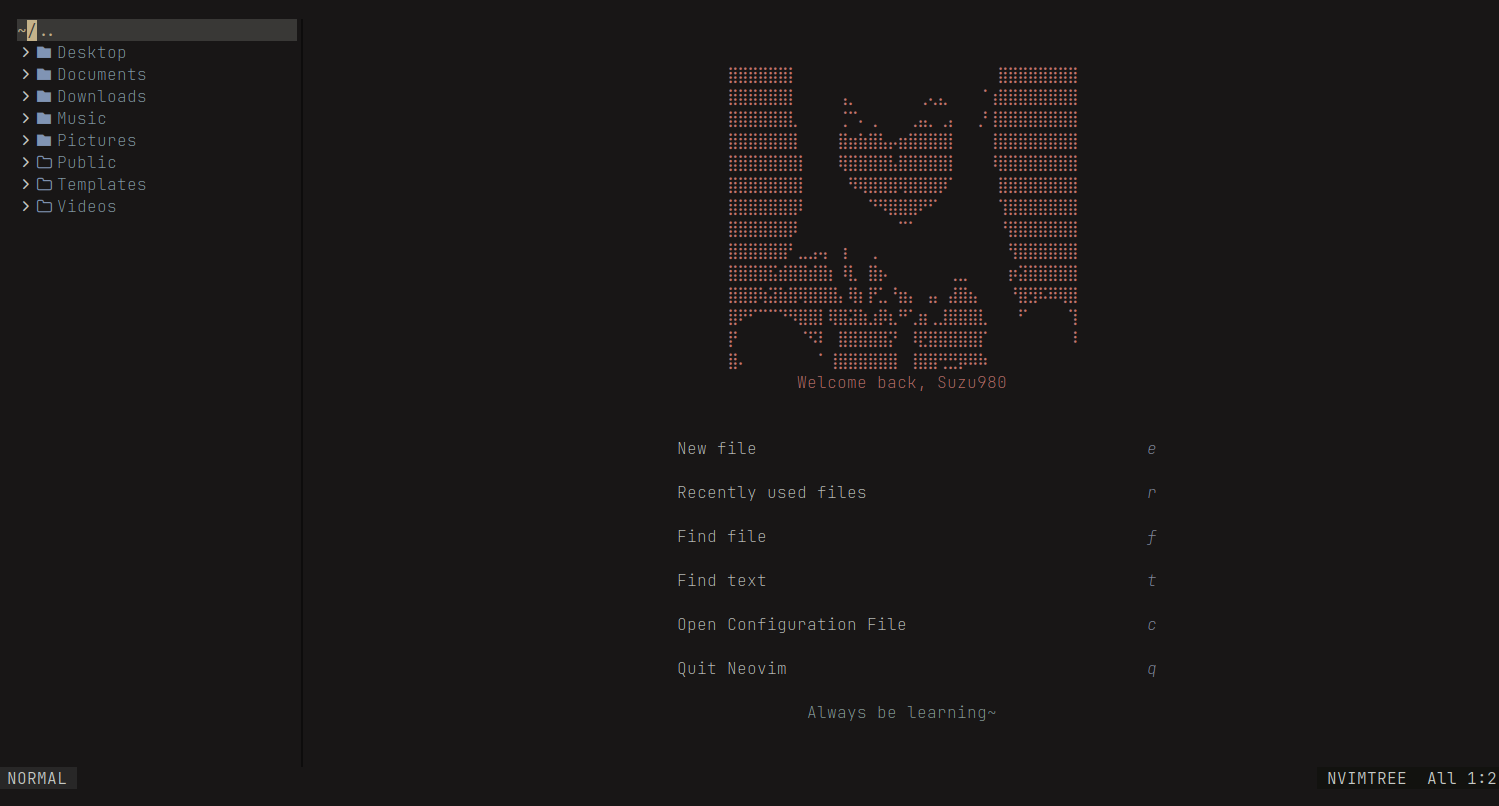 ~/..
Desktop
Documents
Downloads
Music
Pictures
Public
Templates
Videos
Welcome back, Suzu980
New file e
Recently used files r
Find file f
Find text t
Open Configuration File c
Quit Neovim q
Always be learning~
NORMAL NVIMTREE All 1:2